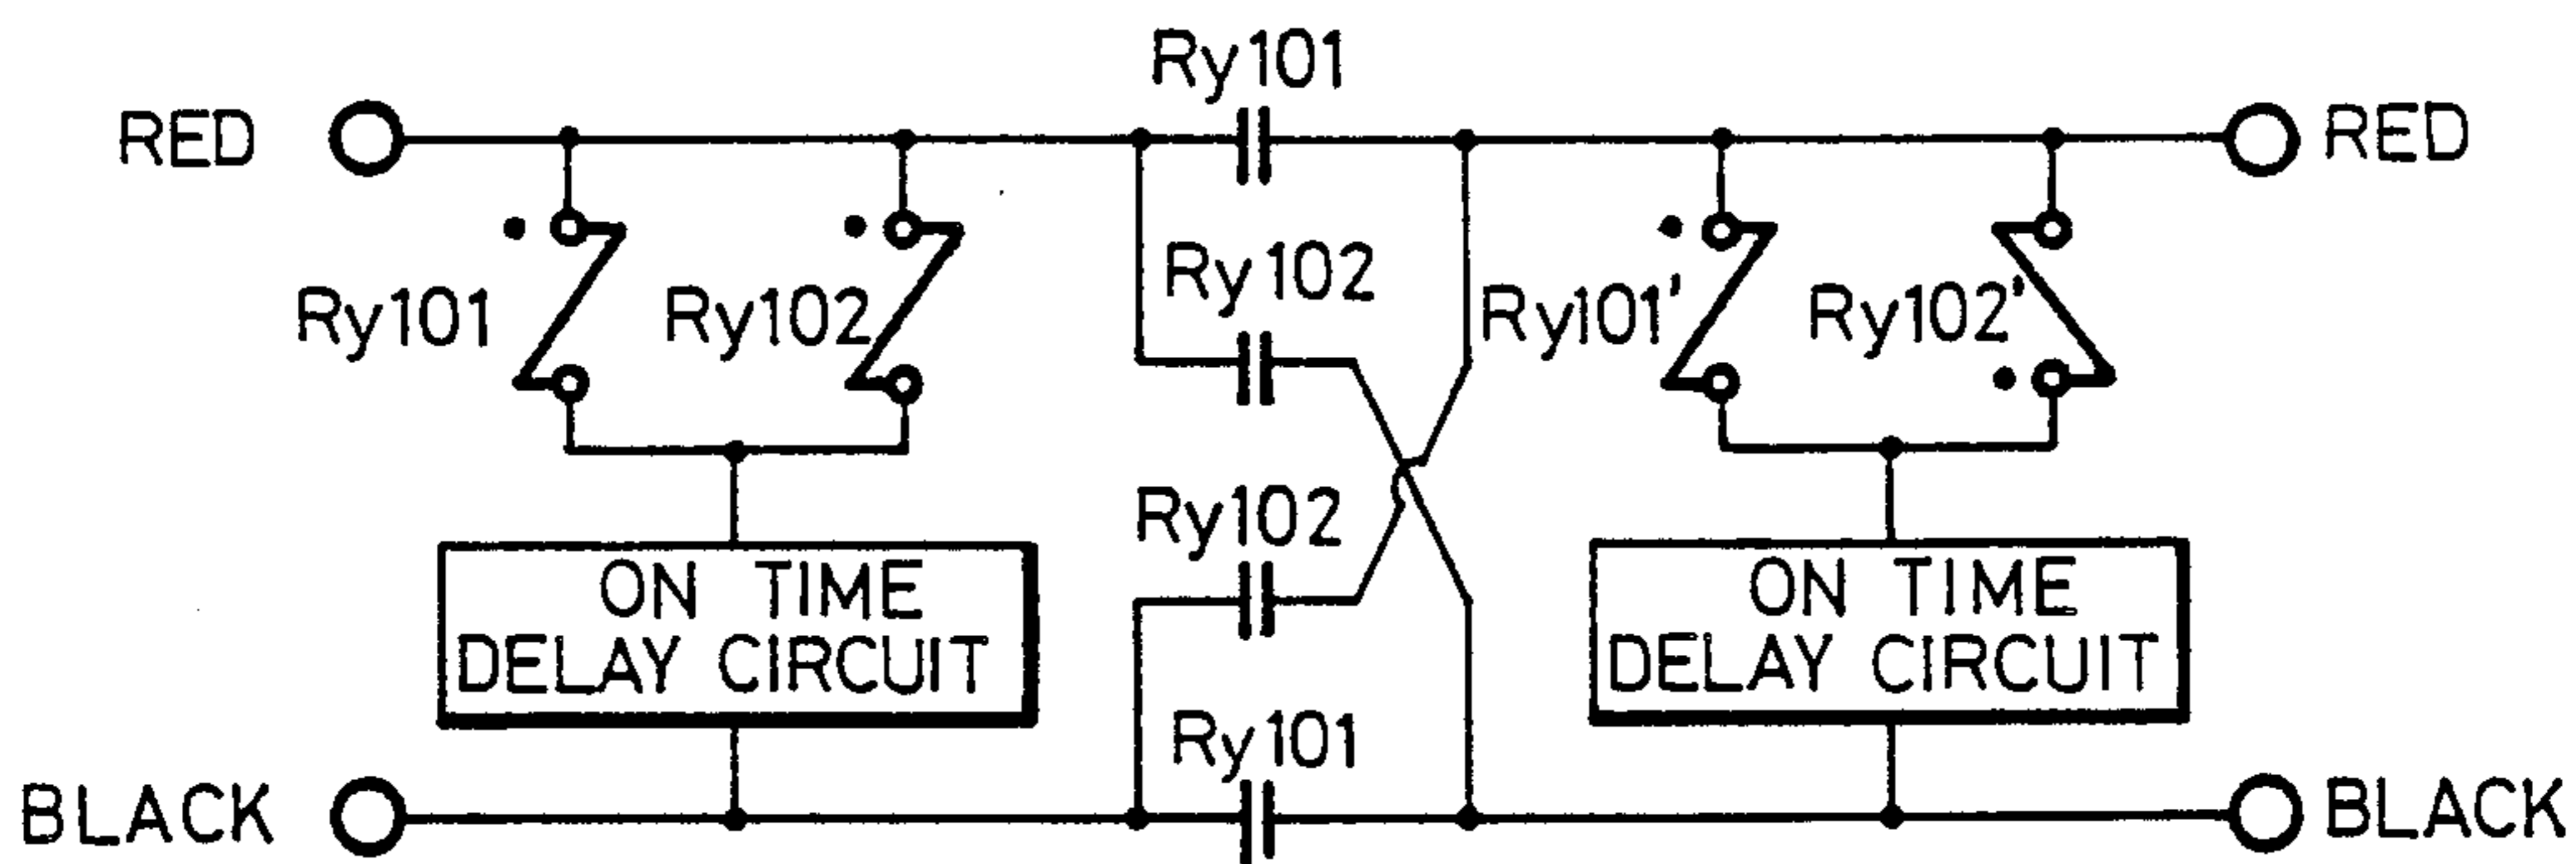 Ry101
RED
RED
Ry102
Ry101
Ry102
Ry101'
Ry102'
Ry102
ON TIME
DELAY CIRCUIT
ON TIME
DELAY CIRCUIT
Ry101
BLACK
BLACK